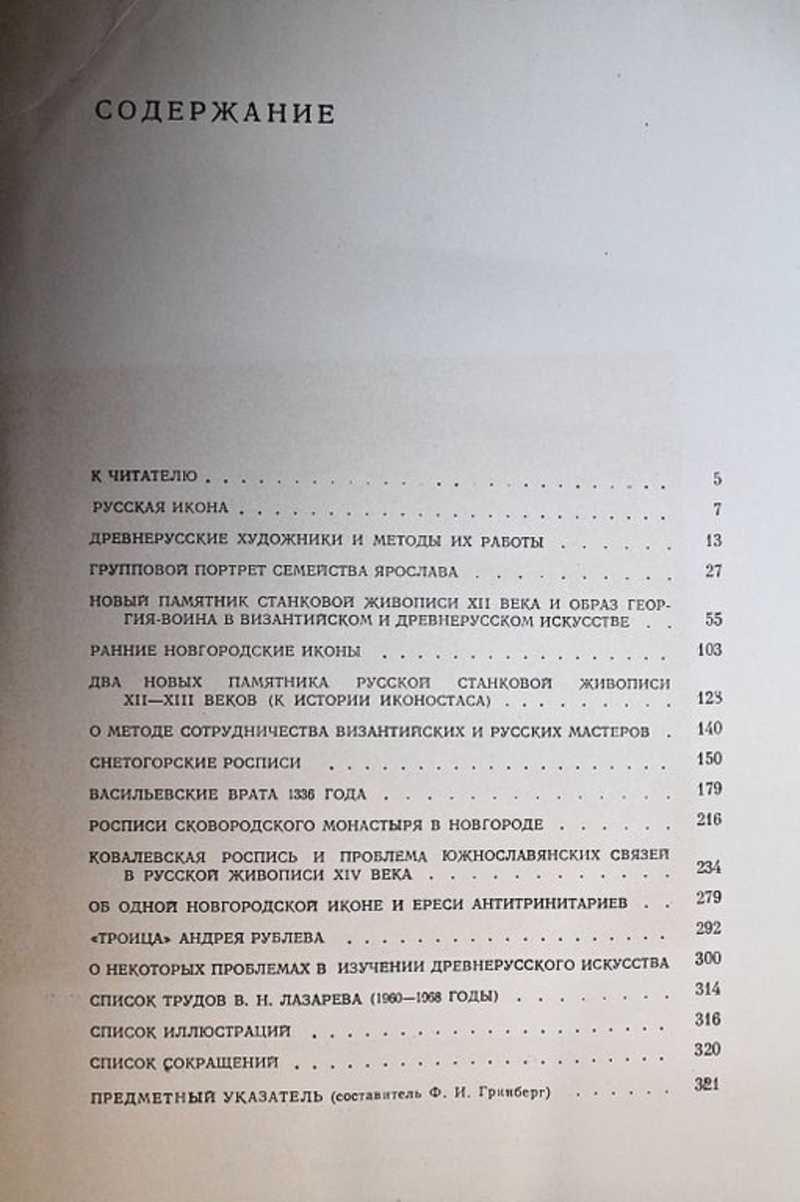 СОДЕРЖАНИЕ
К ЧИТАТЕЛЮ . . . . . . . . . . . . . . . . . . . . . . . . . 5
РУССКАЯ ИКОНА . . . . . . . . . . . . . . . . . . . . . . . . 7
ДРЕВНЕРУССКИЕ ХУДОЖНИКИ И МЕТОДЫ ИХ РАБОТЫ . . . . . . 13
ГРУППОВОЙ ПОРТРЕТ СЕМЕЙСТВА ЯРОСЛАВА . . . . . . . . . . 27
НОВЫЙ ПАМЯТНИК СТАНКОВОЙ ЖИВОПИСИ XII ВЕКА И ОБРАЗ ГЕОР-
ГИЯ-ВОИНА В ВИЗАНТИЙСКОМ И ДРЕВНЕРУССКОМ ИСКУССТВЕ . . 55
РАННИЕ НОВГОРОДСКИЕ ИКОНЫ . . . . . . . . . . . . . . . . 103
ДВА НОВЫХ ПАМЯТНИКА РУССКОЙ СТАНКОВОЙ ЖИВОПИСИ
XII—XIII ВЕКОВ (К ИСТОРИИ ИКОНОСТАСА) . . . . . . . . . 128
О МЕТОДЕ СОТРУДНИЧЕСТВА ВИЗАНТИЙСКИХ И РУССКИХ МАСТЕРОВ . 140
СНЕТОГОРСКИЕ РОСПИСИ . . . . . . . . . . . . . . . . . . . 150
ВАСИЛЬЕВСКИЕ ВРАТА 1336 ГОДА . . . . . . . . . . . . . . . 179
РОСПИСИ СКОВОРОДСКОГО МОНАСТЫРЯ В НОВГОРОДЕ . . . . . . 216
КОВАЛЕВСКАЯ РОСПИСЬ И ПРОБЛЕМА ЮЖНОСЛАВЯНСКИХ СВЯЗЕЙ
В РУССКОЙ ЖИВОПИСИ XIV ВЕКА . . . . . . . . . . . . . 234
ОБ ОДНОЙ НОВГОРОДСКОЙ ИКОНЕ И ЕРЕСИ АНТИТРИНИТАРИЕВ . . 279
«ТРОИЦА» АНДРЕЯ РУБЛЕВА . . . . . . . . . . . . . . . . . 292
О НЕКОТОРЫХ ПРОБЛЕМАХ В ИЗУЧЕНИИ ДРЕВНЕРУССКОГО ИСКУССТВА 300
СПИСОК ТРУДОВ В. Н. ЛАЗАРЕВА (1960—1968 ГОДЫ) . . . . . . . . 314
СПИСОК ИЛЛЮСТРАЦИЙ . . . . . . . . . . . . . . . . . . . . 316
СПИСОК СОКРАЩЕНИЙ . . . . . . . . . . . . . . . . . . . . . 320
ПРЕДМЕТНЫЙ УКАЗАТЕЛЬ (составитель Ф. И. Гринберг) . . . . . . 321